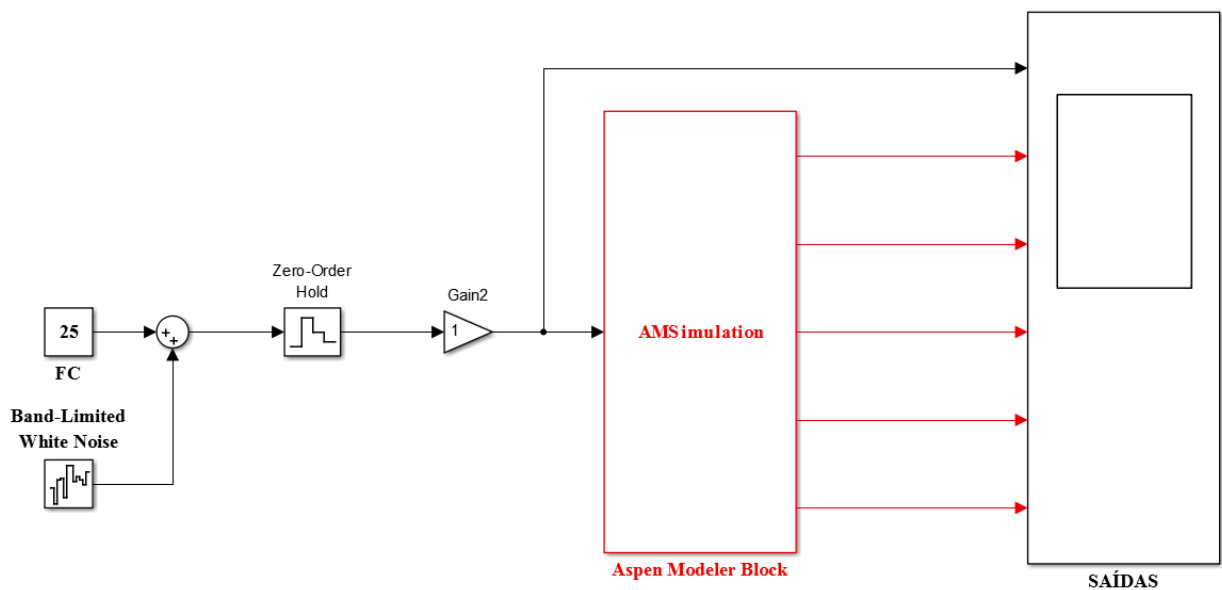 Zero-Order
Hold
Gain2
25
+
+
1
AMSimulation
FC
Band-Limited
White Noise
Aspen Modeler Block
SAÍDAS